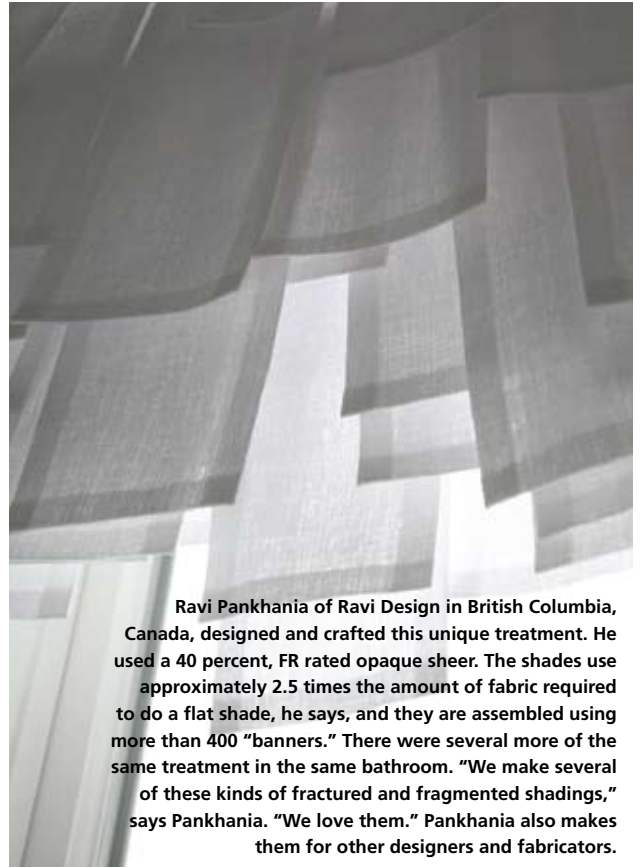 Ravi Pankhania of Ravi Design in British Columbia,
Canada, designed and crafted this unique treatment. He
used a 40 percent, FR rated opaque sheer. The shades use
approximately 2.5 times the amount of fabric required
to do a flat shade, he says, and they are assembled using
more than 400 “banners.” There were several more of the
same treatment in the same bathroom. “We make several
of these kinds of fractured and fragmented shadings,”
says Pankhania. “We love them.” Pankhania also makes
them for other designers and fabricators.